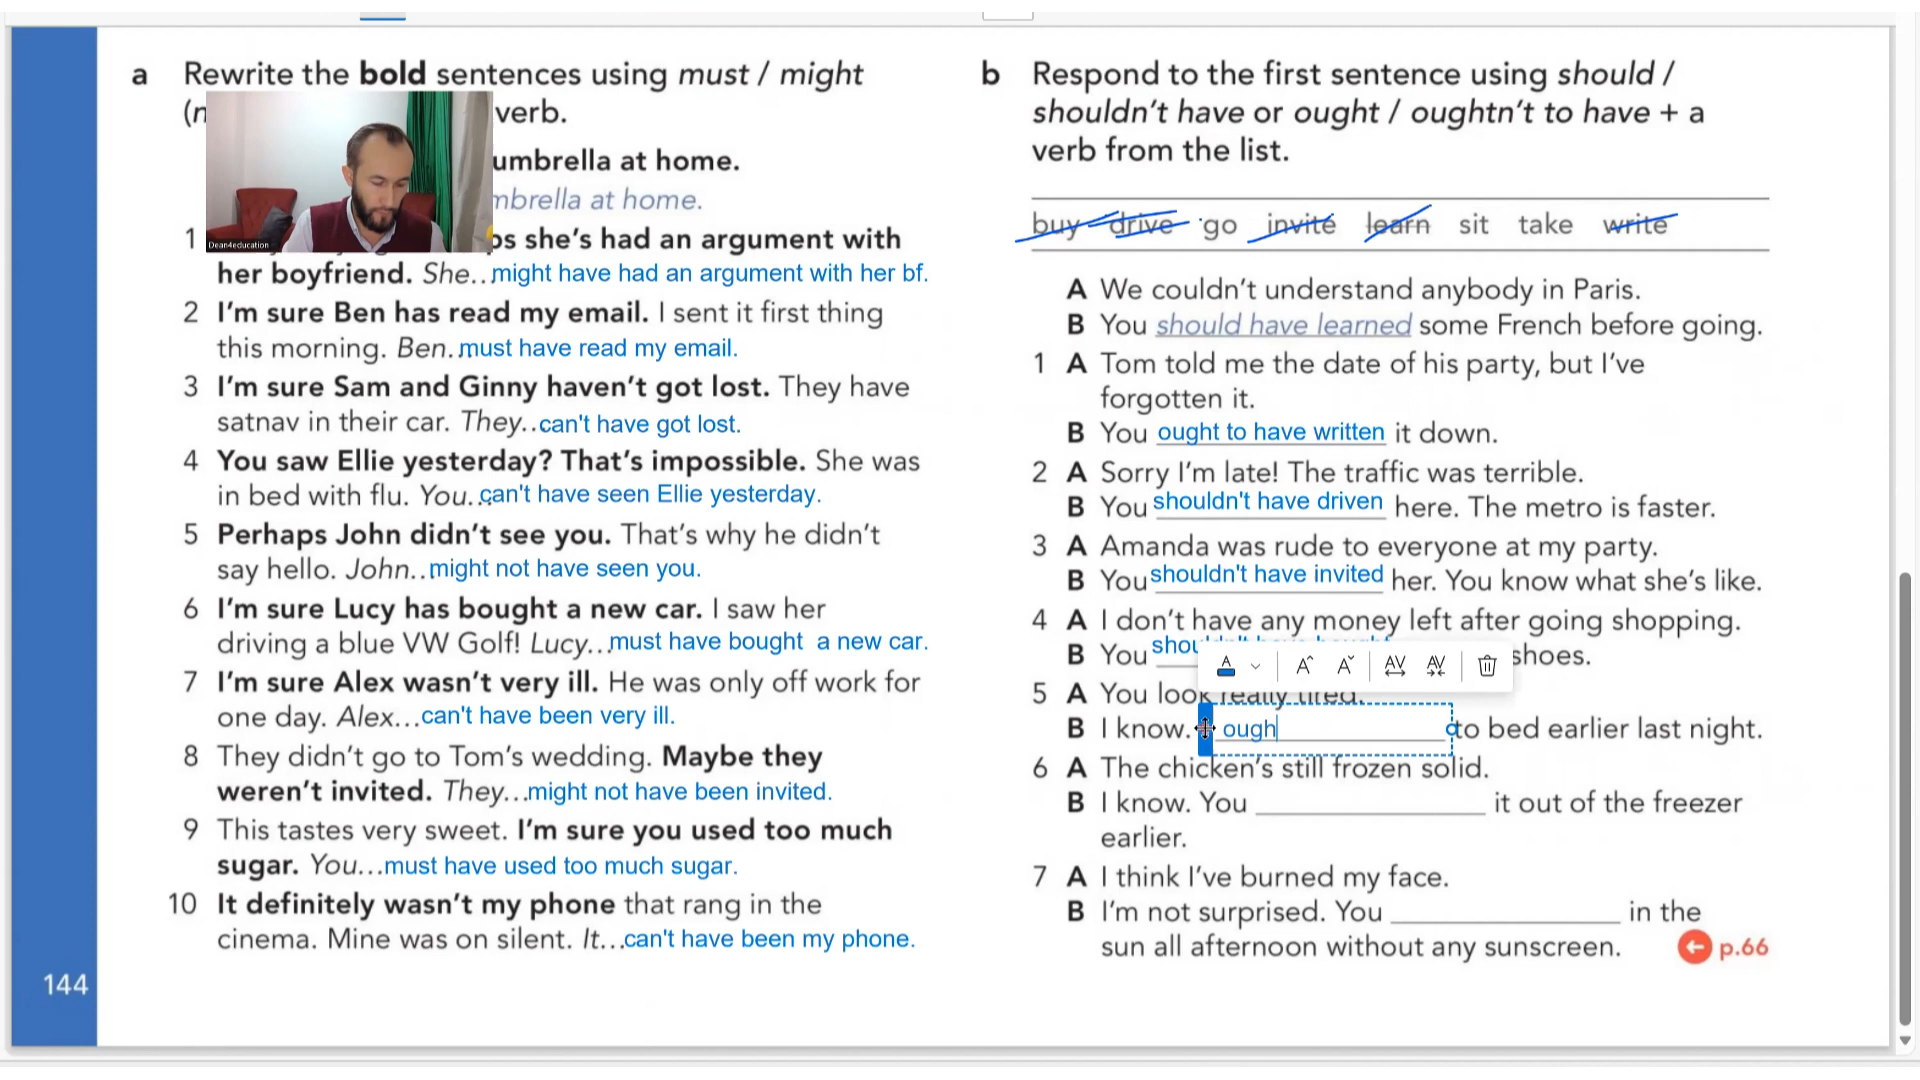 a Rewrite the bold sentences using must / might
verb.
umbrella at home.
umbrella at home.
1 she's had an argument with
her boyfriend. She...might have had an argument with her bf.
2 I'm sure Ben has read my email. I sent it first thing
this morning. Ben...must have read my email.
3 I'm sure Sam and Ginny haven't got lost. They have
satnav in their car. They...can't have got lost.
4 You saw Ellie yesterday? That's impossible. She was
in bed with flu. You...can't have seen Ellie yesterday.
5 Perhaps John didn't see you. That's why he didn't
say hello. John...might not have seen you.
6 I'm sure Lucy has bought a new car. I saw her
driving a blue VW Golf! Lucy...must have bought a new car.
7 I'm sure Alex wasn't very ill. He was only off work for
one day. Alex...can't have been very ill.
8 They didn't go to Tom's wedding. Maybe they
weren't invited. They...might not have been invited.
9 This tastes very sweet. I'm sure you used too much
sugar. You...must have used too much sugar.
10 It definitely wasn't my phone that rang in the
cinema. Mine was on silent. It...can't have been my phone.
144
Dean4education
b Respond to the first sentence using should /
shouldn't have or ought / oughtn't to have + a
verb from the list.
buy drive go invite learn sit take write
A We couldn't understand anybody in Paris.
B You should have learned some French before going.
1 A Tom told me the date of his party, but I've
forgotten it.
B You ought to have written it down.
2 A Sorry I'm late! The traffic was terrible.
B You shouldn't have driven here. The metro is faster.
3 A Amanda was rude to everyone at my party.
B You shouldn't have invited her. You know what she's like.
4 A I don't have any money left after going shopping.
B You shouldn't have bought shoes.
5 A You look really tired.
B I know. ough to bed earlier last night.
6 A The chicken's still frozen solid.
B I know. You ____ it out of the freezer
earlier.
7 A I think I've burned my face.
B I'm not surprised. You ____ in the
sun all afternoon without any sunscreen.
p.66